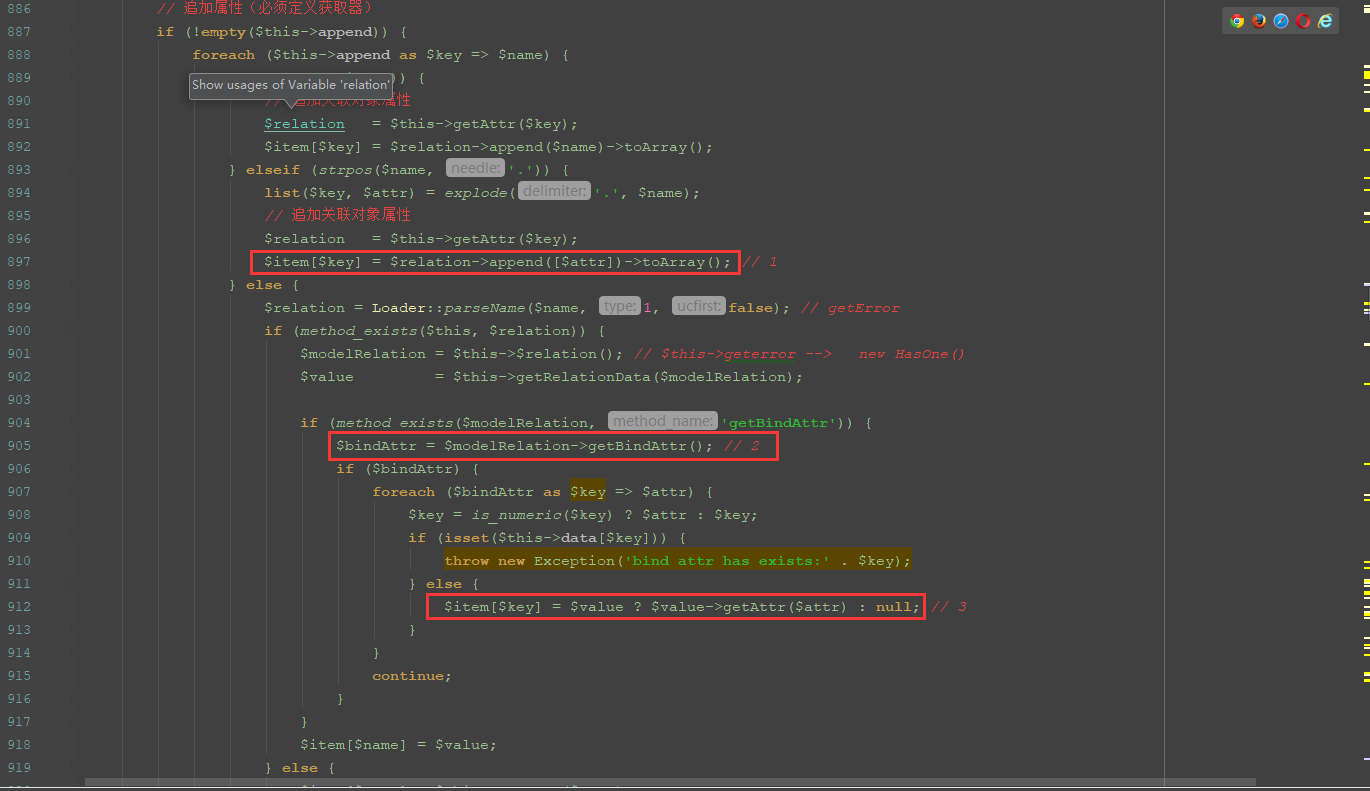 886 // 追加属性（必须定义获取器）
887 if (!empty($this->append)) {
888 foreach ($this->append as $key => $name) {
889 )) {
Show usages of Variable 'relation'
890 追加关联对象属性
891 $relation = $this->getAttr($key);
892 $item[$key] = $relation->append($name)->toArray();
893 } elseif (strpos($name, needle: '.')) {
894 list($key, $attr) = explode(delimiter: '.', $name);
895 // 追加关联对象属性
896 $relation = $this->getAttr($key);
897 $item[$key] = $relation->append([$attr])->toArray(); // 1
898 } else {
899 $relation = Loader::parseName($name, type: 1, ucfirst: false); // getError
900 if (method_exists($this, $relation)) {
901 $modelRelation = $this->$relation(); // $this->geterror --> new HasOne()
902 $value = $this->getRelationData($modelRelation);
903
904 if (method_exists($modelRelation, method_name: 'getBindAttr')) {
905 $bindAttr = $modelRelation->getBindAttr(); // 2
906 if ($bindAttr) {
907 foreach ($bindAttr as $key => $attr) {
908 $key = is_numeric($key) ? $attr : $key;
909 if (isset($this->data[$key])) {
910 throw new Exception('bind attr has exists:' . $key);
911 } else {
912 $item[$key] = $value ? $value->getAttr($attr) : null; // 3
913 }
914 }
915 continue;
916 }
917 }
918 $item[$name] = $value;
919 } else {